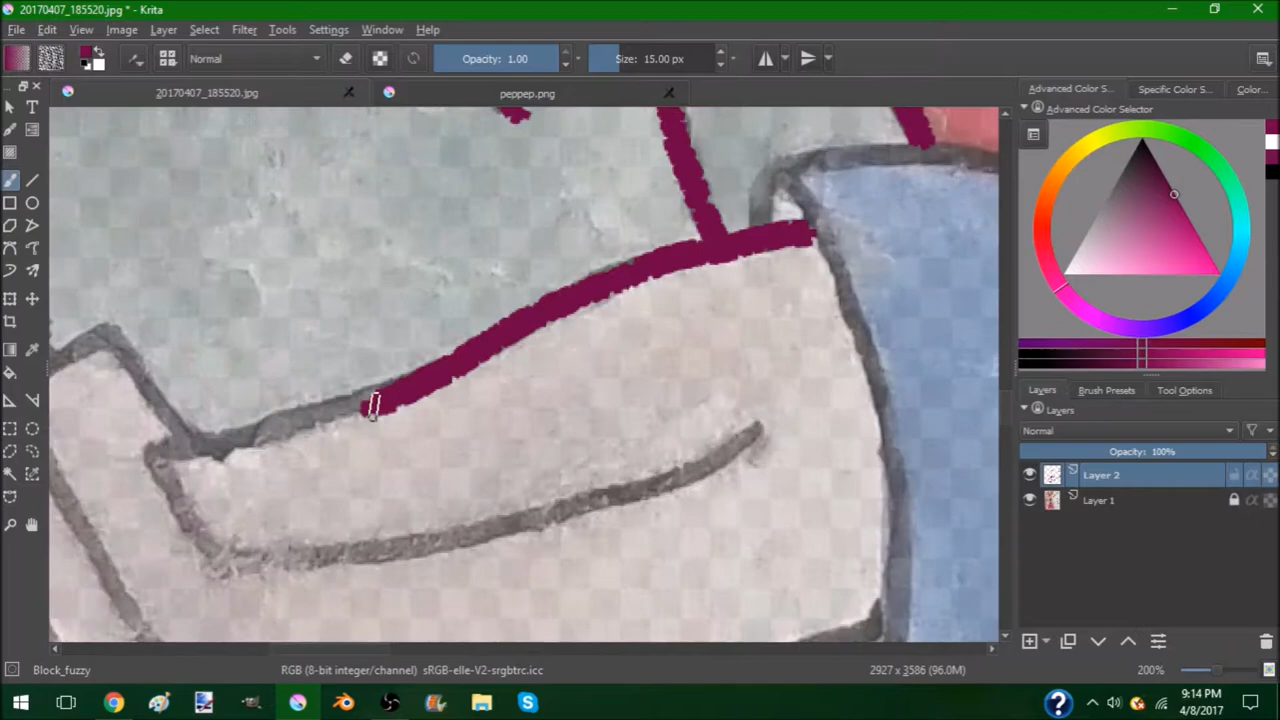 20170407_185520.jpg * - Krita
File Edit View Image Layer Select Filter Tools Settings Window Help
Normal Opacity: 1.00 Size: 15.00 px
20170407_185520.jpg peppep.png
Advanced Color S... Specific Color S... Color...
Advanced Color Selector
Layers Brush Presets Tool Options
Layers
Normal
Opacity: 100%
Layer 2
Layer 1
Block_fuzzy RGB (8-bit integer/channel) sRGB-elle-V2-srgbtrc.icc 2927 x 3586 (96.0M) 200%
9:14 PM
4/8/2017